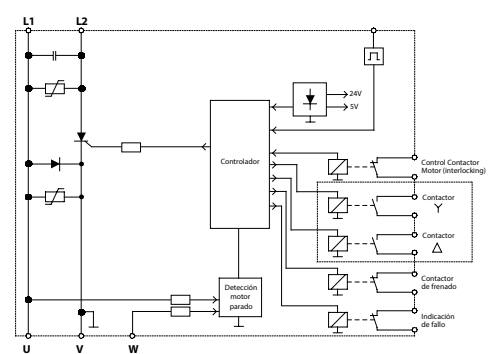 L1
L2
24V
5V
Controlador
Control Contactor
Motor (interlocking)
Contactor
Y
Contactor
Δ
Contactor
de frenado
Detección
motor
parado
Indicación
de fallo
U
V
W